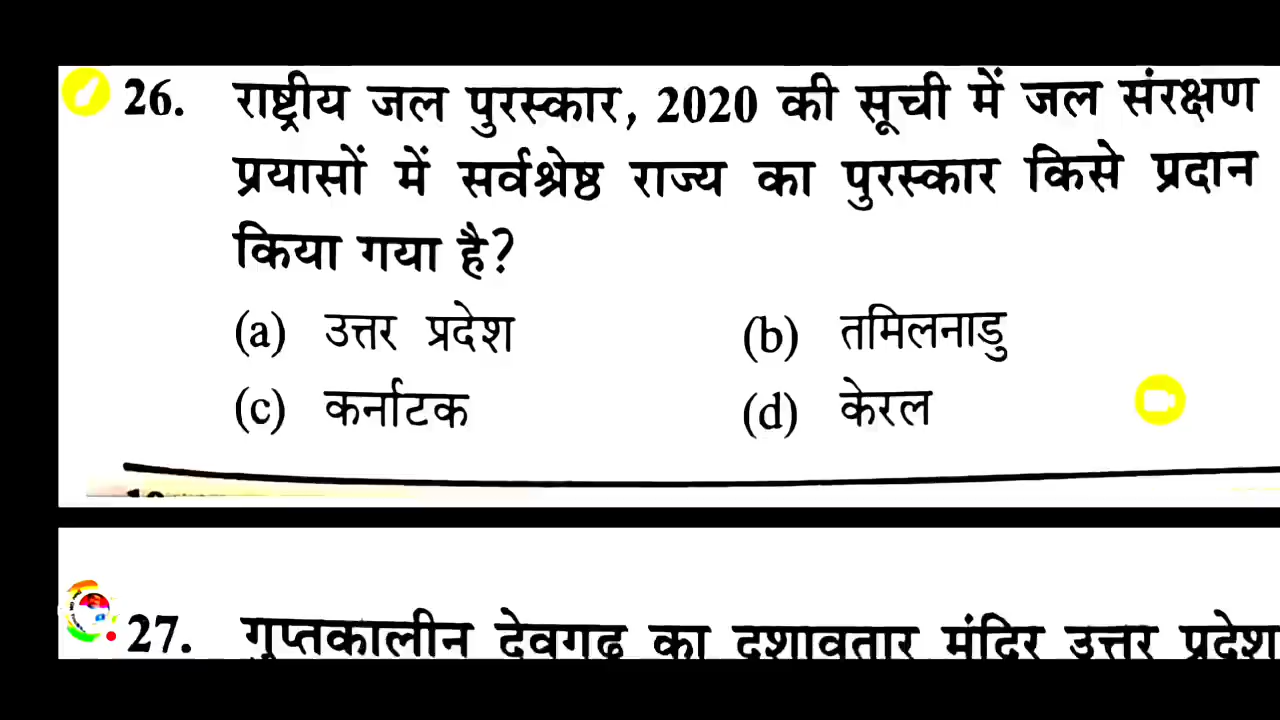 26. राष्ट्रीय जल पुरस्कार, 2020 की सूची में जल संरक्षण
प्रयासों में सर्वश्रेष्ठ राज्य का पुरस्कार किसे प्रदान
किया गया है?
(a) उत्तर प्रदेश (b) तमिलनाडु
(c) कर्नाटक (d) केरल
27. गुप्तकालीन देवगढ़ का दशावतार मंदिर उत्तर प्रदेश